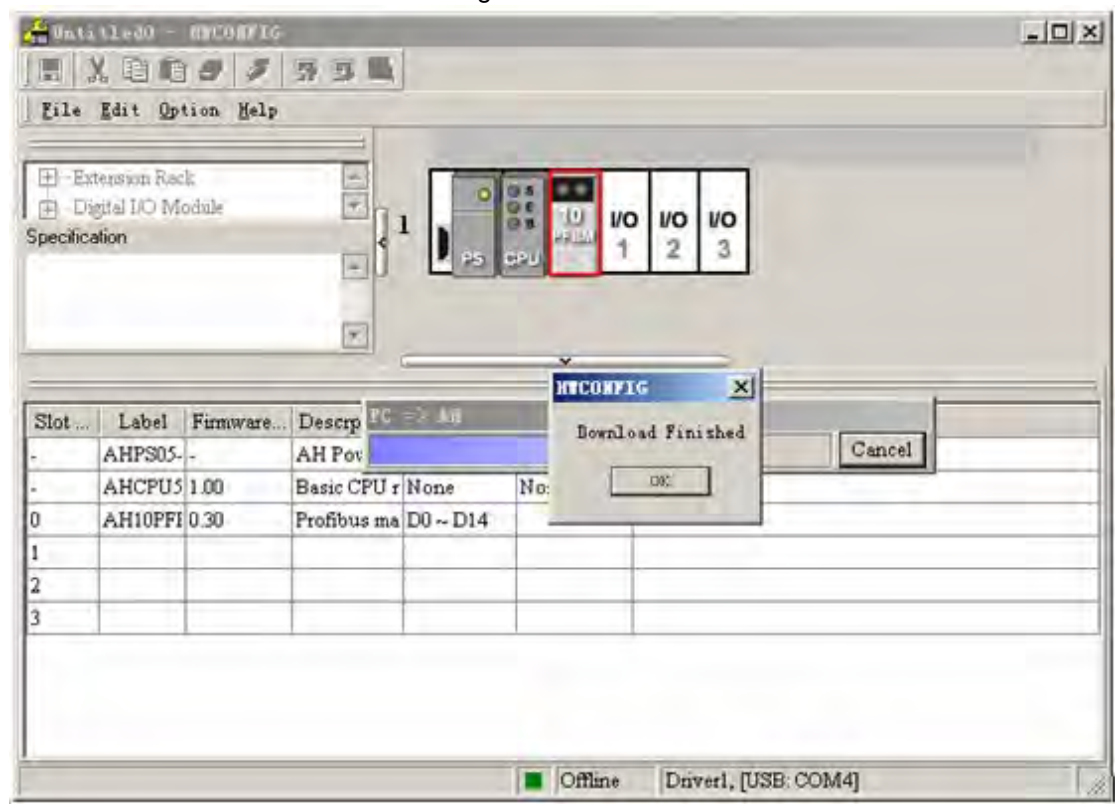 Untitled0 - HWCONFIG
File Edit Option Help
Extension Rack
Digital I/O Module
Specification
1
PS
CPU
10
PFBM
I/O
1
I/O
2
I/O
3
HWCONFIG
Download Finished
OK
PC => AH
Cancel
Slot ... Label Firmware... Descrp
- AHPS05- - AH Pow
- AHCPU5 1.00 Basic CPU r None No
0 AH10PFI 0.30 Profibus ma D0 ~ D14
1
2
3
Offline Driver1, [USB: COM4]